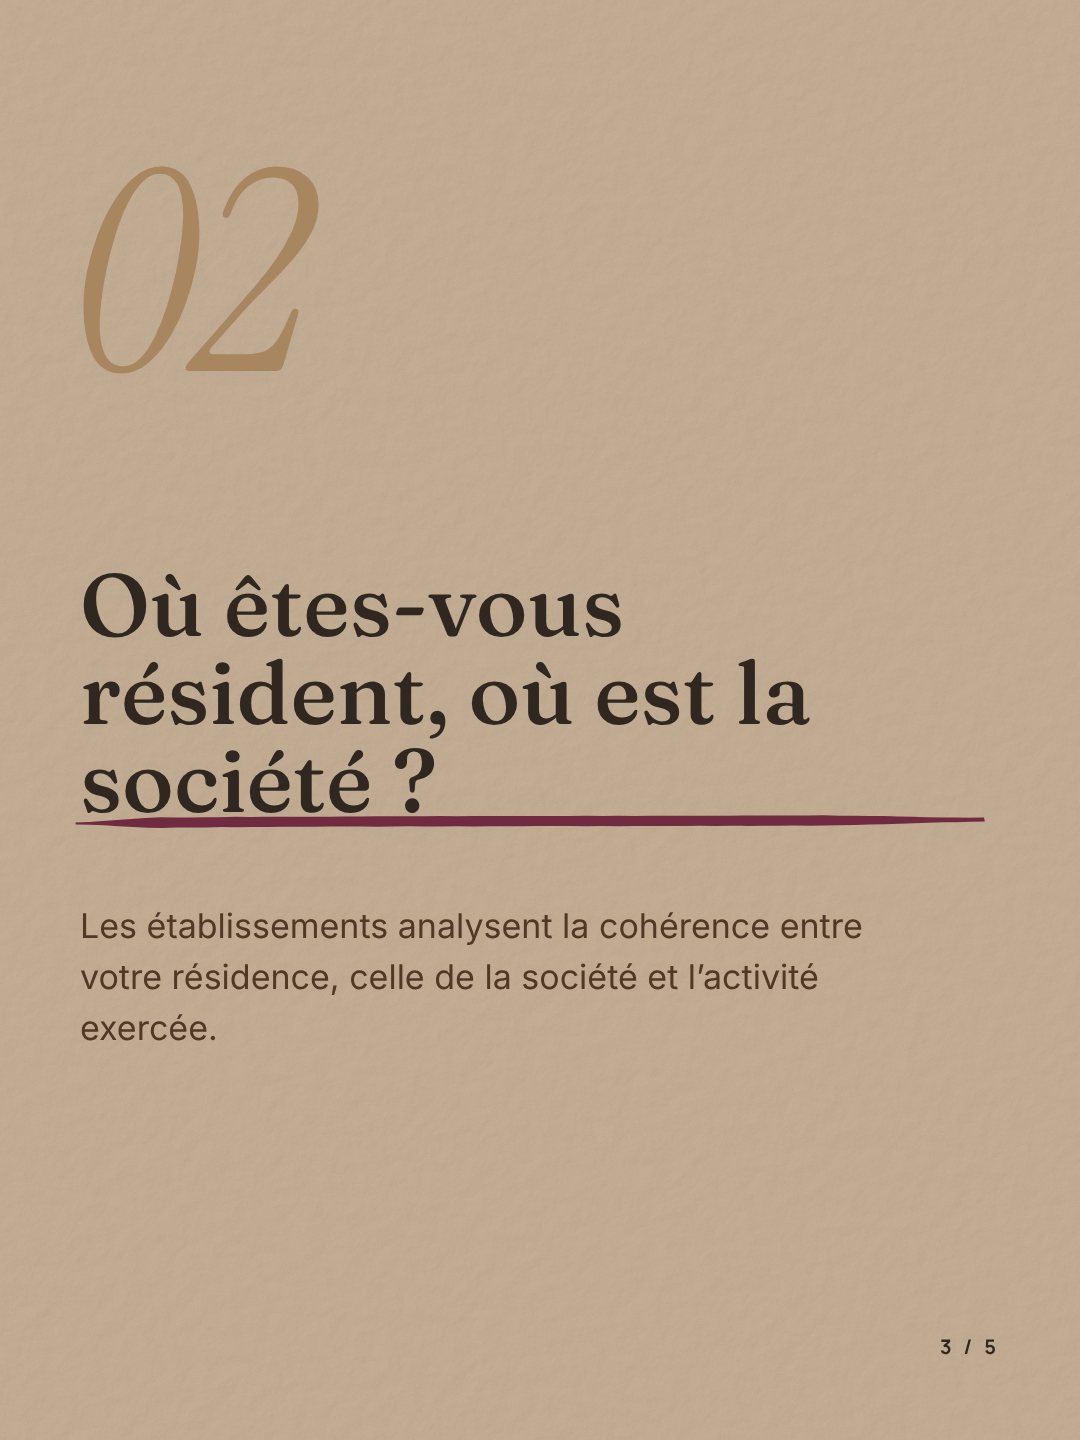 02
Où êtes-vous
résident, où est la
société ?
Les établissements analysent la cohérence entre
votre résidence, celle de la société et l’activité
exercée.
3 / 5